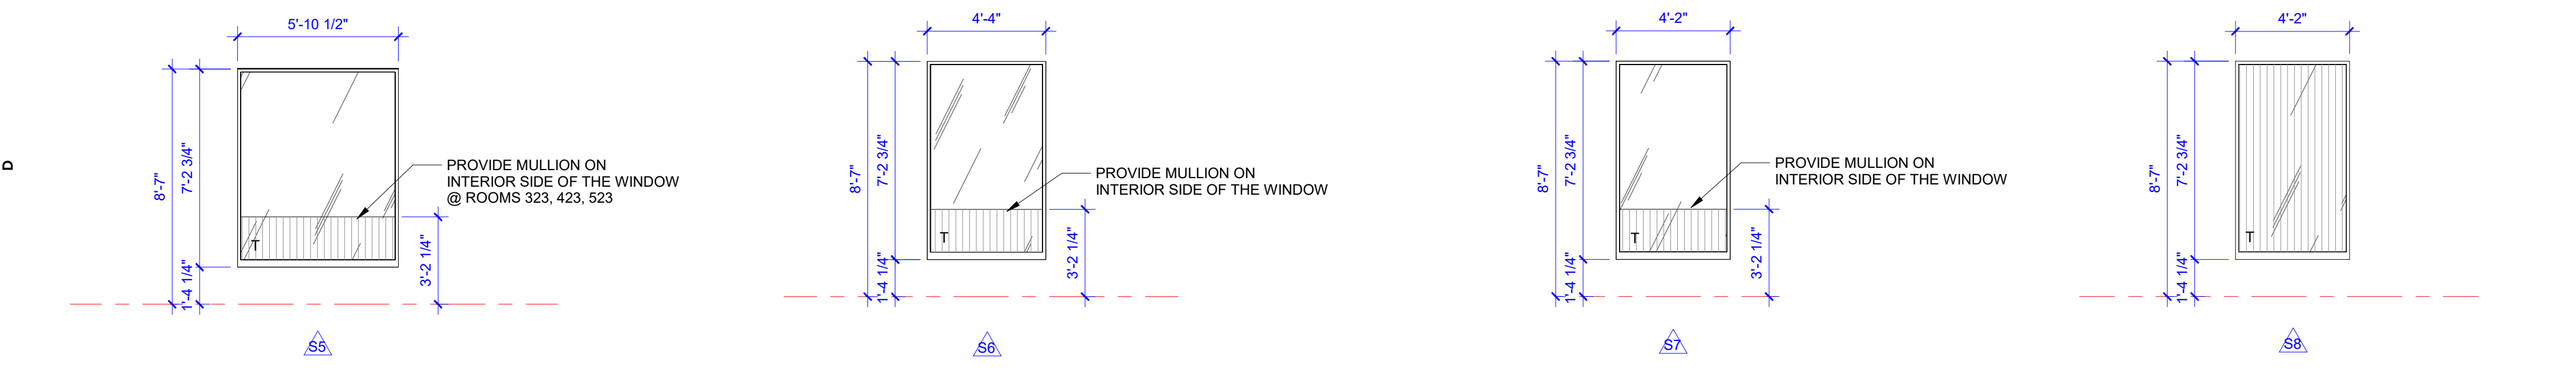 D
5'-10 1/2"
8'-7"
7'-2 3/4"
1'-4 1/4"
3'-2 1/4"
T
PROVIDE MULLION ON
INTERIOR SIDE OF THE WINDOW
@ ROOMS 323, 423, 523
S5
4'-4"
8'-7"
7'-2 3/4"
1'-4 1/4"
3'-2 1/4"
T
PROVIDE MULLION ON
INTERIOR SIDE OF THE WINDOW
S6
4'-2"
8'-7"
7'-2 3/4"
1'-4 1/4"
3'-2 1/4"
T
PROVIDE MULLION ON
INTERIOR SIDE OF THE WINDOW
S7
4'-2"
8'-7"
7'-2 3/4"
1'-4 1/4"
T
S8